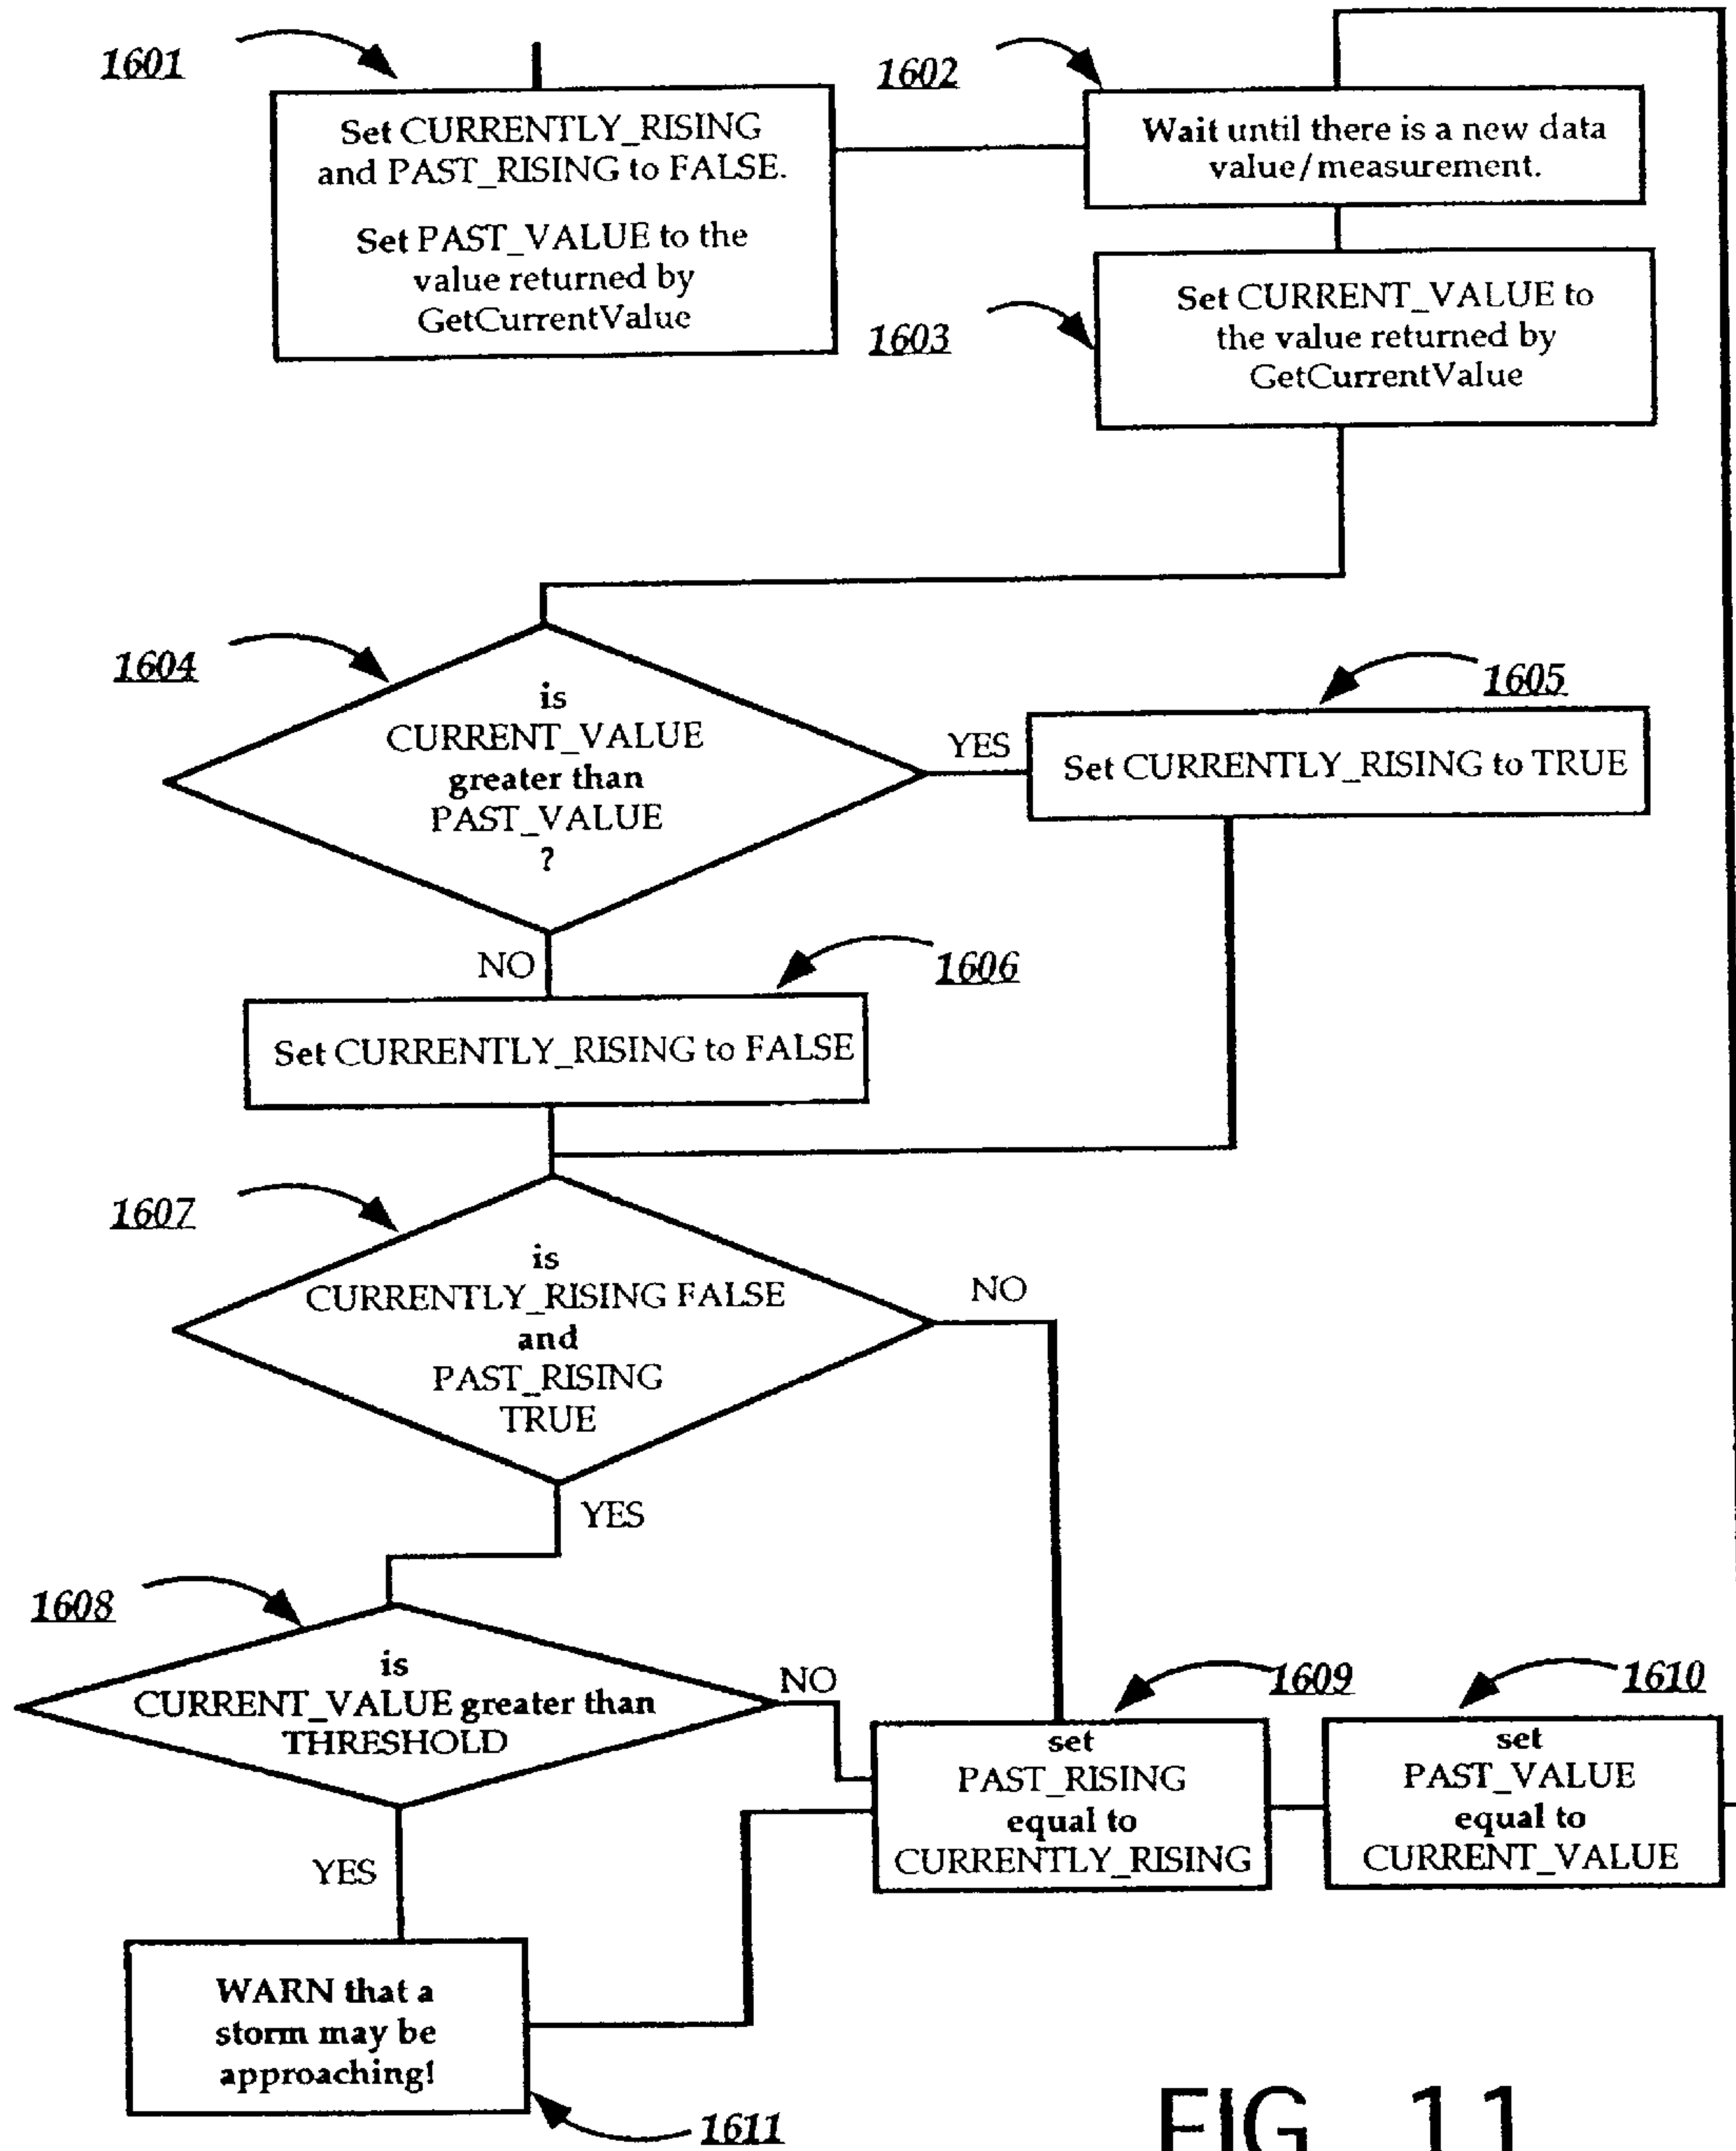 1601
Set CURRENTLY_RISING
and PAST_RISING to FALSE.
Set PAST_VALUE to the
value returned by
GetCurrentValue
1602
Wait until there is a new data
value/measurement.
1603
Set CURRENT_VALUE to
the value returned by
GetCurrentValue
1604
is
CURRENT_VALUE
greater than
PAST_VALUE
?
YES
1605
Set CURRENTLY_RISING to TRUE
NO
1606
Set CURRENTLY_RISING to FALSE
1607
is
CURRENTLY_RISING FALSE
and
PAST_RISING
TRUE
NO
YES
1608
is
CURRENT_VALUE greater than
THRESHOLD
NO
1609
set
PAST_RISING
equal to
CURRENTLY_RISING
1610
set
PAST_VALUE
equal to
CURRENT_VALUE
YES
WARN that a
storm may be
approaching!
1611
FIG. 11